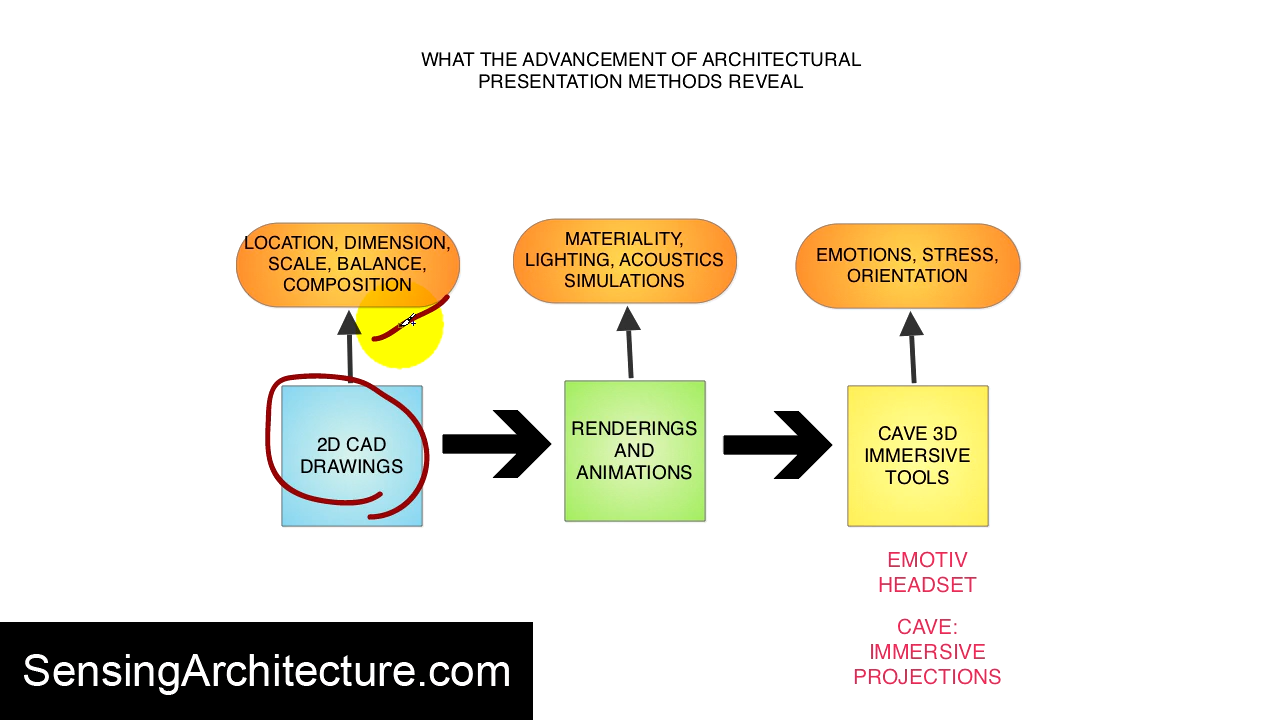 WHAT THE ADVANCEMENT OF ARCHITECTURAL
PRESENTATION METHODS REVEAL
LOCATION, DIMENSION,
SCALE, BALANCE,
COMPOSITION
MATERIALITY,
LIGHTING, ACOUSTICS
SIMULATIONS
EMOTIONS, STRESS,
ORIENTATION
2D CAD
DRAWINGS
RENDERINGS
AND
ANIMATIONS
CAVE 3D
IMMERSIVE
TOOLS
EMOTIV
HEADSET
CAVE:
IMMERSIVE
PROJECTIONS
SensingArchitecture.com